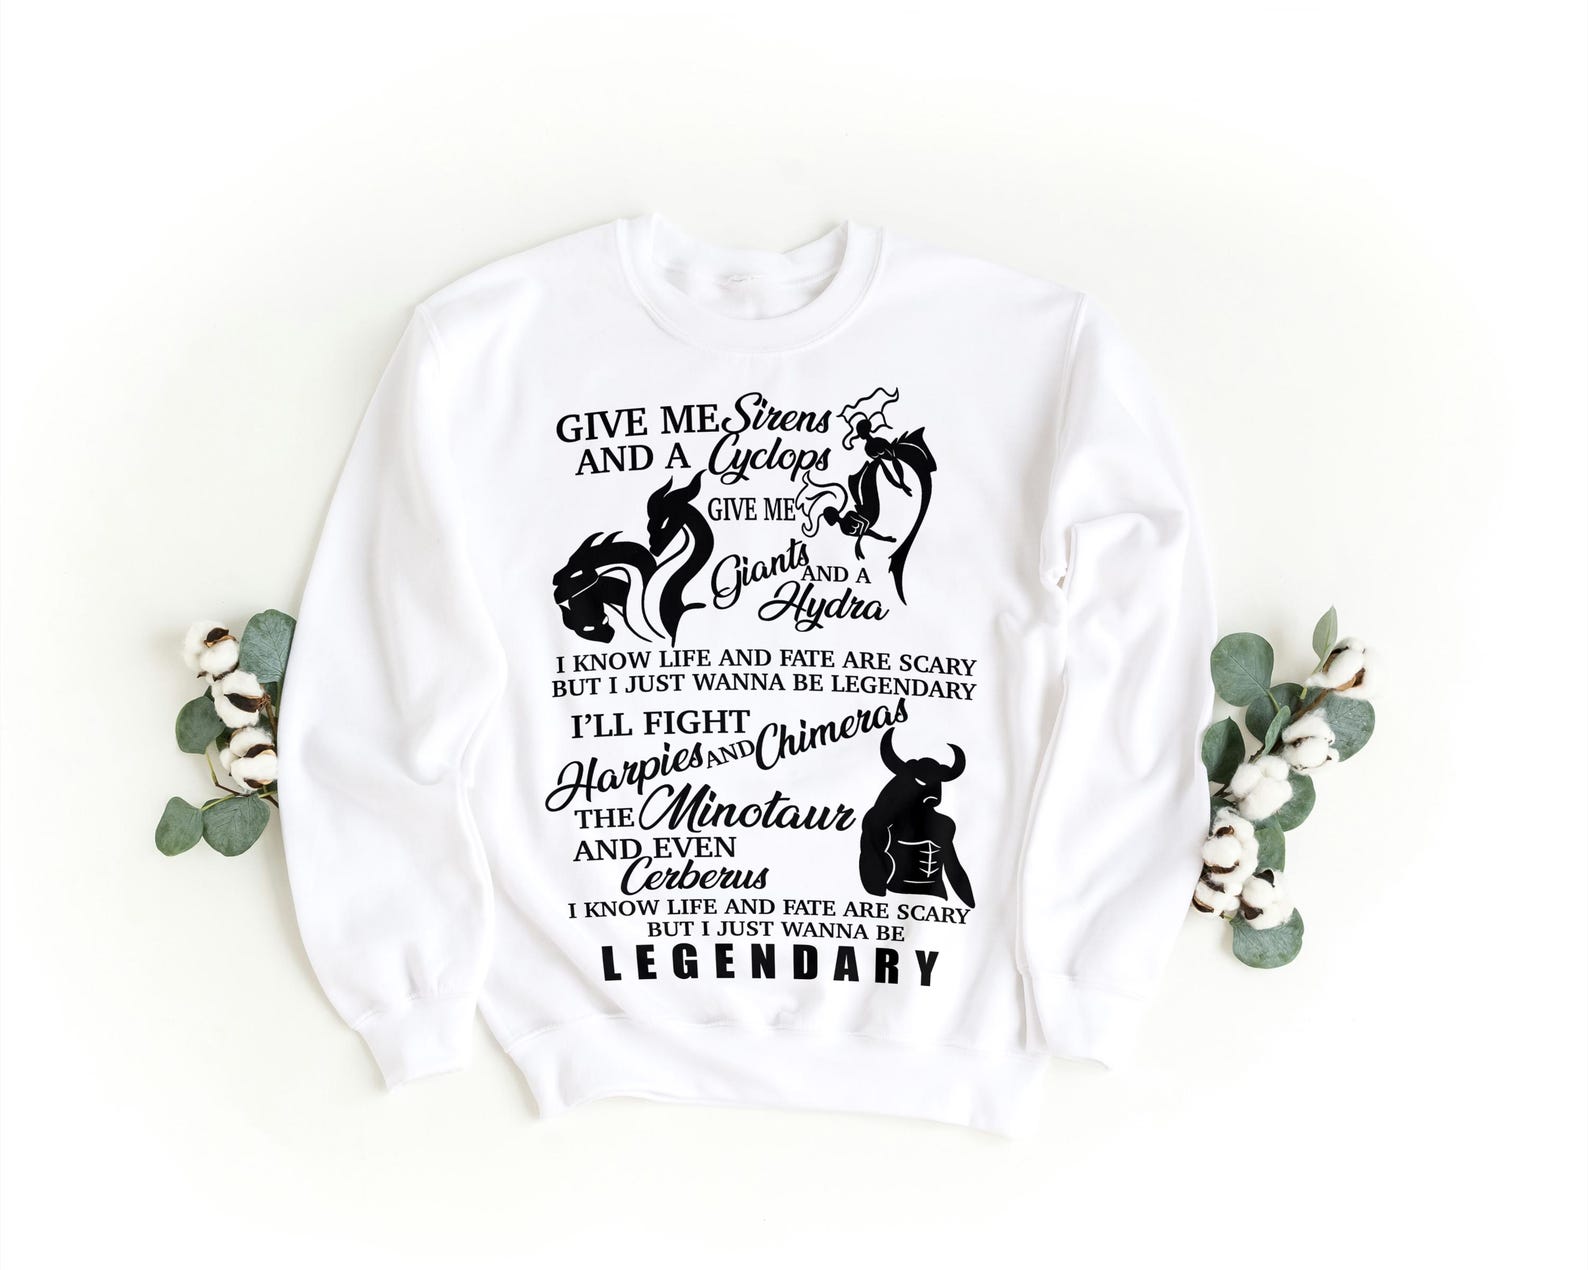 GIVE ME Sirens
AND A Cyclops
GIVE ME
Giants AND A
Hydra
I KNOW LIFE AND FATE ARE SCARY
BUT I JUST WANNA BE LEGENDARY
I'LL FIGHT
Harpies AND Chimeras
THE Minotaur
AND EVEN
Cerberus
I KNOW LIFE AND FATE ARE SCARY
BUT I JUST WANNA BE
LEGENDARY